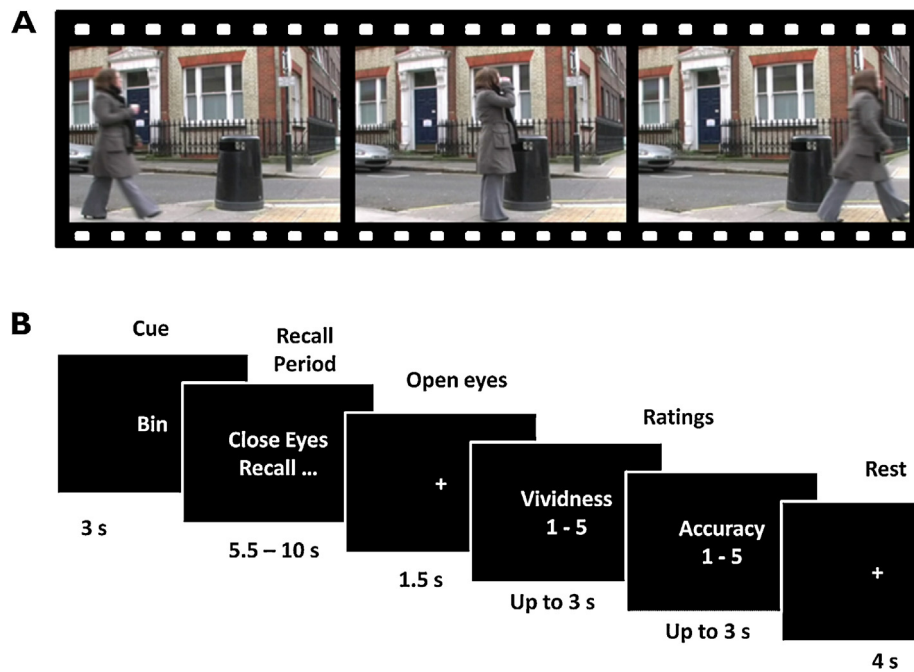 A
B
Cue
Bin
3 s
Recall
Period
Close Eyes
Recall ...
5.5 – 10 s
Open eyes
+
1.5 s
Ratings
Vividness
1 - 5
Up to 3 s
Accuracy
1 - 5
Up to 3 s
Rest
+
4 s